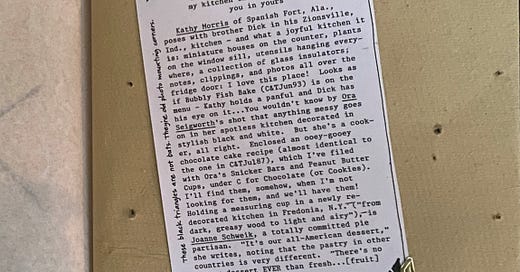 my kitchen
you in yours
Kathy Morris of Spanish Fort, Ala.,
poses with brother Dick in his Zionsville,
Ind., kitchen - and what a joyful kitchen it
is: miniature houses on the counter, plants
on the window sill, utensils hanging every-
where, a collection of glass insulators;
notes, clippings, and photos all over the
fridge door: I love this place! Looks as
if Bubbly Fish Bake (C&TJun93) is on the
menu - Kathy holds a panful and Dick has
his eye on it...You wouldn't know by Ora
Seigworth's shot that anything messy goes
on in her spotless kitchen decorated in
stylish black and white. But she's a cook-
er, all right. Enclosed an ooey-gooey
chocolate cake recipe (almost identical to
the one in C&TJul87), which I've filed
with Ora's Snicker Bars and Peanut Butter
Cups, under C for Chocolate (or Cookies).
I'll find them, somehow, when I'm not
looking for them, and we'll have them!
Holding a measuring cup in a newly re-
decorated kitchen in Fredonia, N.Y. ("from
dark, greasy wood to light and airy"), is
Joanne Schweik, a totally committed pie
partisan. "It's our all-American dessert,"
she writes, noting that the pastry in other
countries is very different. "There's no
dessert EVER than fresh...[fruit]
These black triangles are not bats. They're old photo mounting corners.